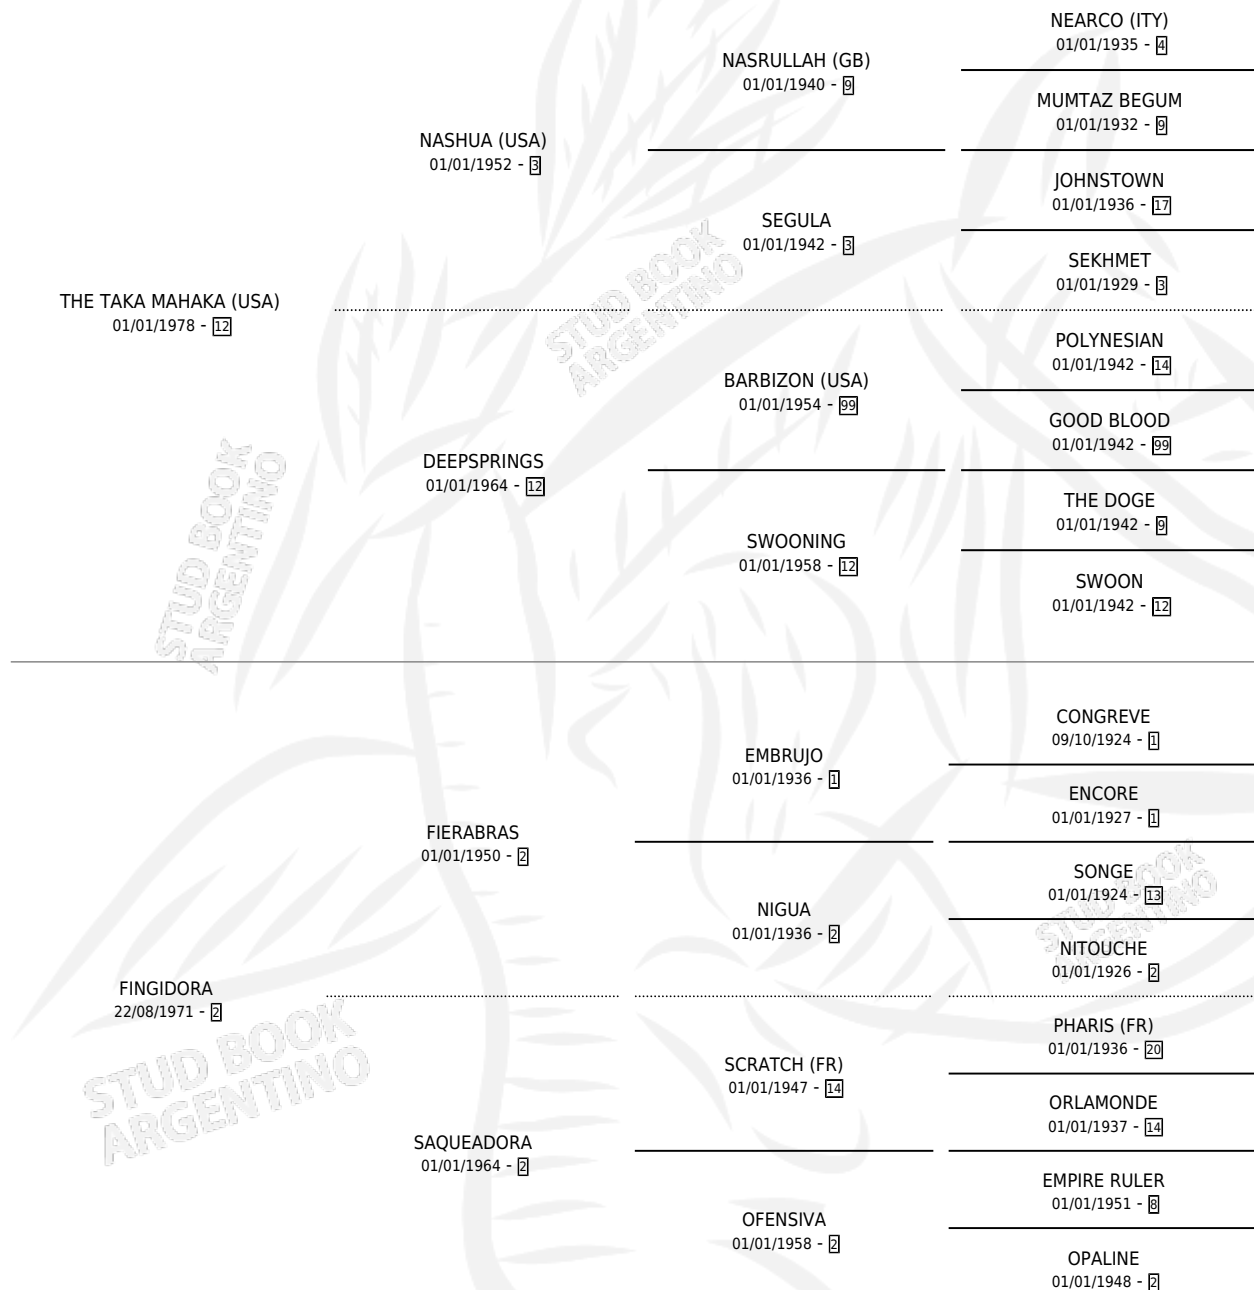 NEARCO (ITY)
01/01/1935 - 4
NASRULLAH (GB)
01/01/1940 - 9
MUMTAZ BEGUM
01/01/1932 - 9
NASHUA (USA)
01/01/1952 - 3
JOHNSTOWN
01/01/1936 - 17
SEGULA
01/01/1942 - 3
SEKHMET
01/01/1929 - 3
THE TAKA MAHAKA (USA)
01/01/1978 - 12
POLYNESIAN
01/01/1942 - 14
BARBIZON (USA)
01/01/1954 - 99
GOOD BLOOD
01/01/1942 - 99
DEEPSPRINGS
01/01/1964 - 12
THE DOGE
01/01/1942 - 9
SWOONING
01/01/1958 - 12
SWOON
01/01/1942 - 12
CONGREVE
09/10/1924 - 1
EMBRUJO
01/01/1936 - 1
ENCORE
01/01/1927 - 1
FIERABRAS
01/01/1950 - 2
SONGE
01/01/1924 - 13
NIGUA
01/01/1936 - 2
NITOUCHE
01/01/1926 - 2
FINGIDORA
22/08/1971 - 2
PHARIS (FR)
01/01/1936 - 20
SCRATCH (FR)
01/01/1947 - 14
ORLAMONDE
01/01/1937 - 14
SAQUEADORA
01/01/1964 - 2
EMPIRE RULER
01/01/1951 - 8
OFENSIVA
01/01/1958 - 2
OPALINE
01/01/1948 - 2
STUD BOOK
ARGENTINO
STUD BOOK
ARGENTINO
STUD BOOK
ARGENTINO
STUD BOOK
ARGENTINO